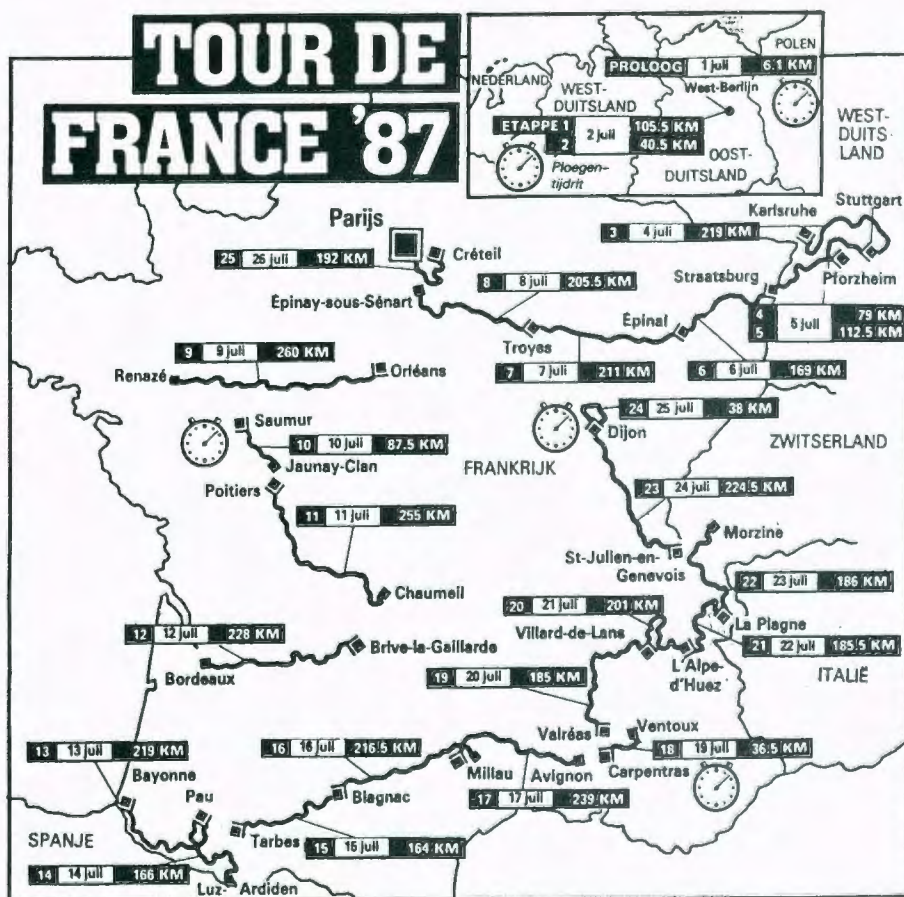 TOUR DE
FRANCE '87
POLEN
PROLOOG 1 juli 6.1 KM
NEDERLAND
WEST-
DUITSLAND
West-Berlijn
ETAPPE 1 2 juli 105.5 KM
2 40.5 KM
Ploegen-
tijdrit
OOST-
DUITSLAND
WEST-
DUITS-
LAND
Stuttgart
Karlsruhe
3 4 juli 219 KM
Parijs
Créteil
25 26 juli 192 KM
8 8 juli 205.5 KM
Straatsburg
Pforzheim
Épinay-sous-Sénart
Épinal
4 5 juli 79 KM
5 112.5 KM
Troyes
9 9 juli 260 KM
Renazé
Orléans
7 7 juli 211 KM
6 6 juli 169 KM
24 25 juli 38 KM
Saumur
Dijon
10 10 juli 87.5 KM
ZWITSERLAND
Jaunay-Clan
FRANKRIJK
Poitiers
23 24 juli 224.5 KM
11 11 juli 255 KM
Morzine
St-Julien-en-
Genevois
22 23 juli 186 KM
Chaumeil
20 21 juli 201 KM
La Plagne
12 12 juli 228 KM
Villard-de-Lans
Brive-la-Gaillarde
21 22 juli 185.5 KM
Bordeaux
L'Alpe-
d'Huez
ITALIË
19 20 juli 185 KM
Valréas
Ventoux
13 13 juli 219 KM
16 16 juli 216.5 KM
18 19 juli 36.5 KM
Bayonne
Millau
Avignon
Carpentras
Pau
Blagnac
17 17 juli 239 KM
SPANJE
Tarbes
15 15 juli 164 KM
14 14 juli 166 KM
Luz-Ardiden